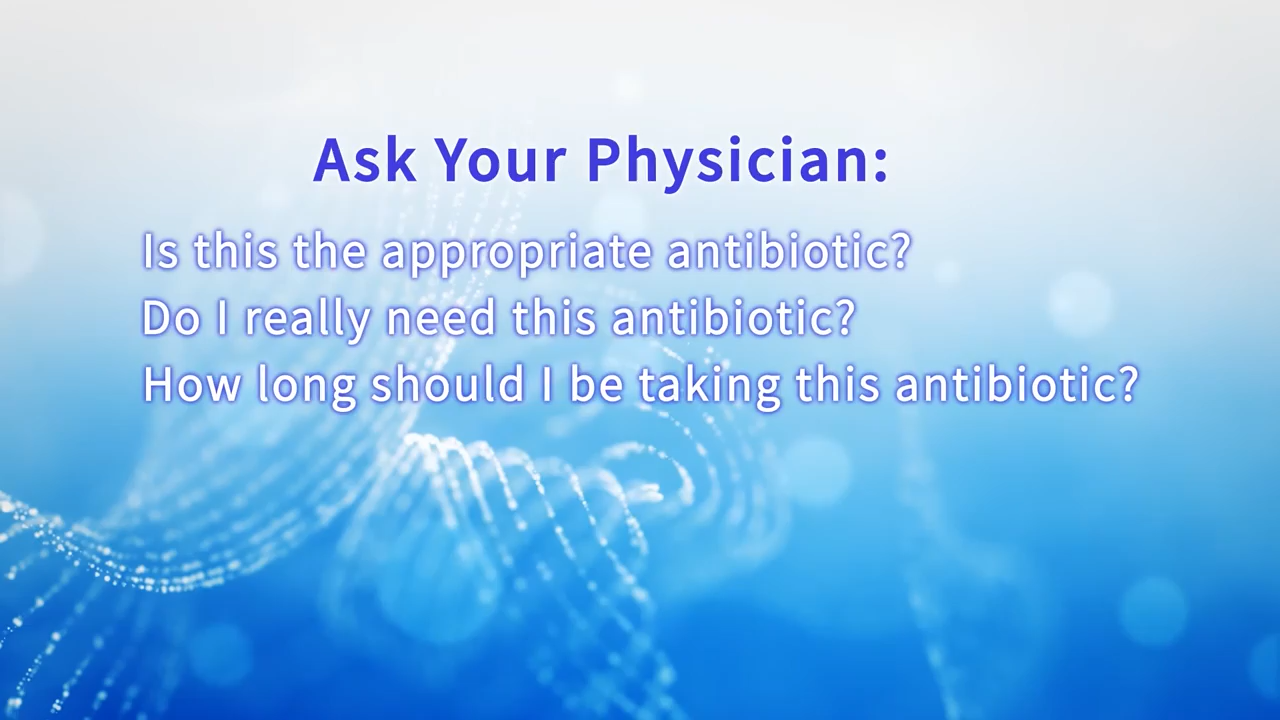 Ask Your Physician:
Is this the appropriate antibiotic?
Do I really need this antibiotic?
How long should I be taking this antibiotic?